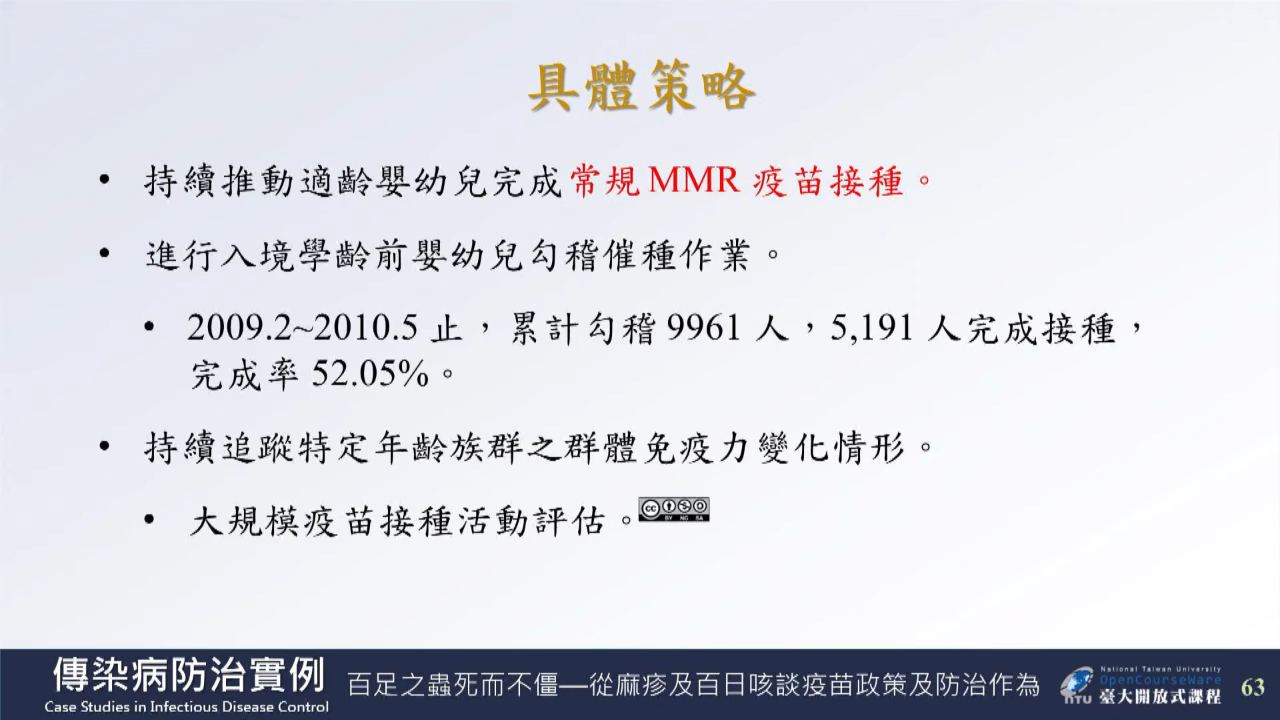 具體策略
• 持續推動適齡嬰幼兒完成常規 MMR 疫苗接種。
• 進行入境學齡前嬰幼兒勾稽催種作業。
• 2009.2~2010.5 止，累計勾稽 9961 人，5,191 人完成接種，
完成率 52.05%。
• 持續追蹤特定年齡族群之群體免疫力變化情形。
• 大規模疫苗接種活動評估。
cc BY NC SA
傳染病防治實例
Case Studies in Infectious Disease Control
百足之蟲死而不僵—從麻疹及百日咳談疫苗政策及防治作為
National Taiwan University
OpenCourseWare
NTU 臺大開放式課程
63